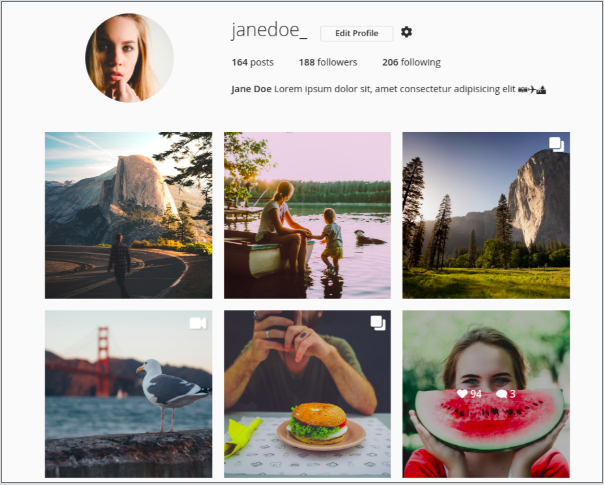 janedoe_ Edit Profile
164 posts 188 followers 206 following
Jane Doe Lorem ipsum dolor sit, amet consectetur adipisicing elit 📷✈️🏕️
94 3